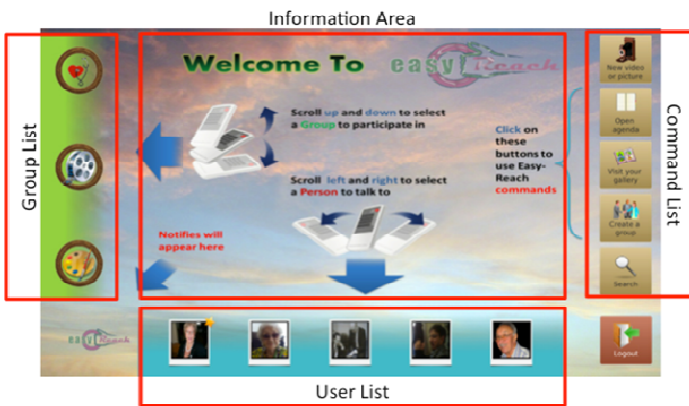 Information Area
Group List
Welcome To easy Reach
Scroll up and down to select
a Group to participate in
Scroll left and right to select
a Person to talk to
Notifies will
appear here
Click on
these
buttons to
use Easy-
Reach
commands
New video
or picture
Open
agenda
Visit your
gallery
Create a
group
Search
Command List
easy Reach
Logout
User List